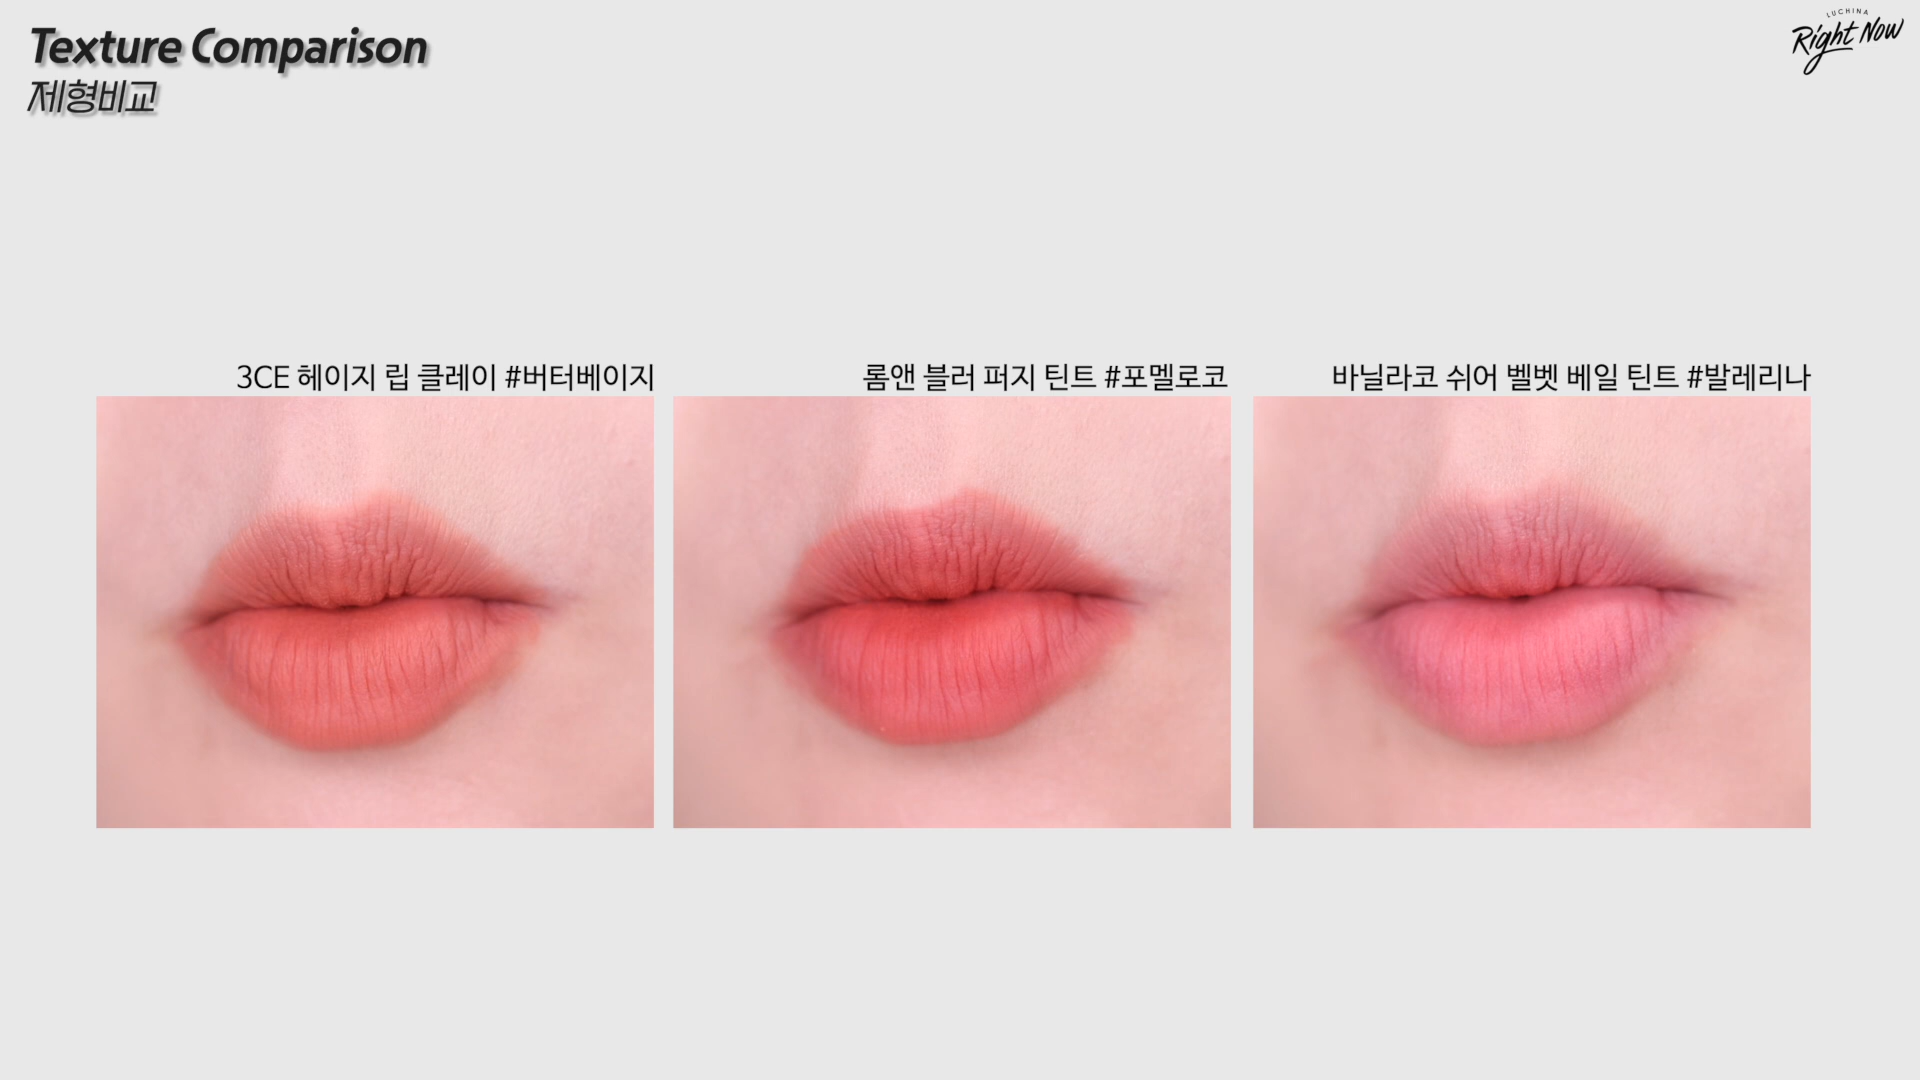 Texture Comparison
제형비교
LUCHINA
Right Now
3CE 헤이지 립 클레이 #버터베이지
롬앤 블러 퍼지 틴트 #포멜로코
바닐라코 쉬어 벨벳 베일 틴트 #발레리나